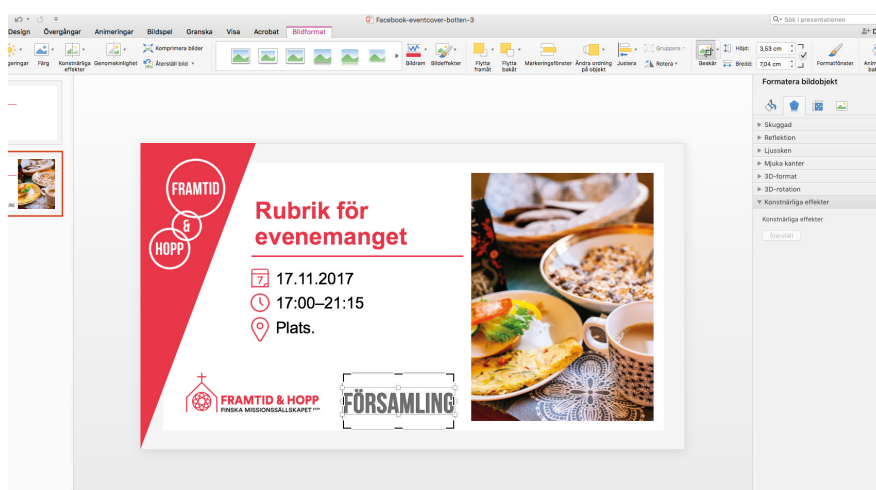 Facebook-eventcover-botten-3
Sök i presentationen
Design Övergångar Animeringar Bildspel Granska Visa Acrobat Bildformat
geringar Färg Konstnärliga effekter Genomskinlighet
Komprimera bilder
Återställ bild
Bildram Bildeffekter Flytta framåt Flytta bakåt Markeringsfönster Ändra ordning på objekt Justera
Gruppera
Rotera
Beskär
Höjd: 3,53 cm
Bredd: 7,04 cm
Formatfönster
Formatera bildobjekt
Skuggad
Reflektion
Ljussken
Mjuka kanter
3D-format
3D-rotation
Konstnärliga effekter
Konstnärliga effekter
Återställ
FRAMTID
&
HOPP
Rubrik för
evenemanget
7 17.11.2017
17:00–21:15
Plats.
FRAMTID & HOPP
FINSKA MISSIONSSÄLLSKAPET
FÖRSAMLING